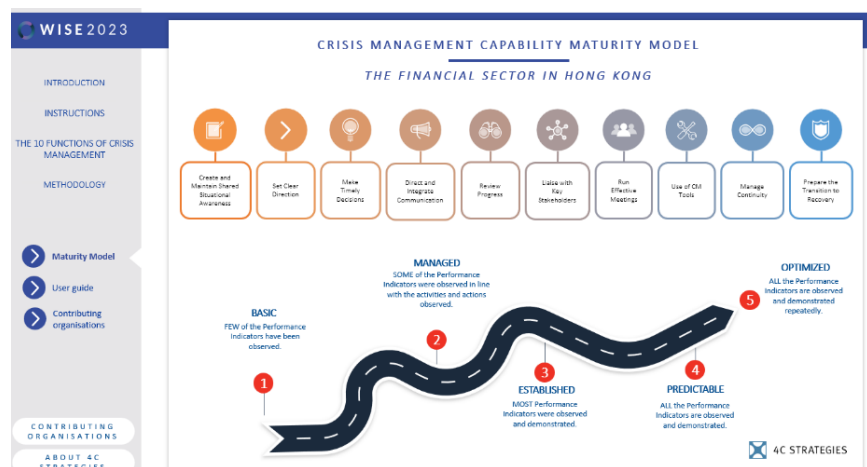 WISE2023
INTRODUCTION
INSTRUCTIONS
THE 10 FUNCTIONS OF CRISIS
MANAGEMENT
METHODOLOGY
Maturity Model
User guide
Contributing
organisations
CONTRIBUTING
ORGANISATIONS
ABOUT 4C
STRATEGIES
CRISIS MANAGEMENT CAPABILITY MATURITY MODEL
THE FINANCIAL SECTOR IN HONG KONG
Create and
Maintain Shared
Situational
Awareness
Set Clear
Direction
Make
Timely
Decisions
Direct and
Integrate
Communication
Review
Progress
Liaise with
Key
Stakeholders
Run
Effective
Meetings
Use of CM
Tools
Manage
Continuity
Prepare the
Transition to
Recovery
BASIC
FEW of the Performance
Indicators have been
observed.
1
MANAGED
SOME of the Performance
Indicators were observed in line
with the activities and actions
observed.
2
3
ESTABLISHED
MOST Performance
Indicators were observed
and demonstrated.
4
PREDICTABLE
ALL the Performance
Indicators are observed
and demonstrated.
OPTIMIZED
ALL the Performance
Indicators are observed
and demonstrated
repeatedly.
5
4C STRATEGIES